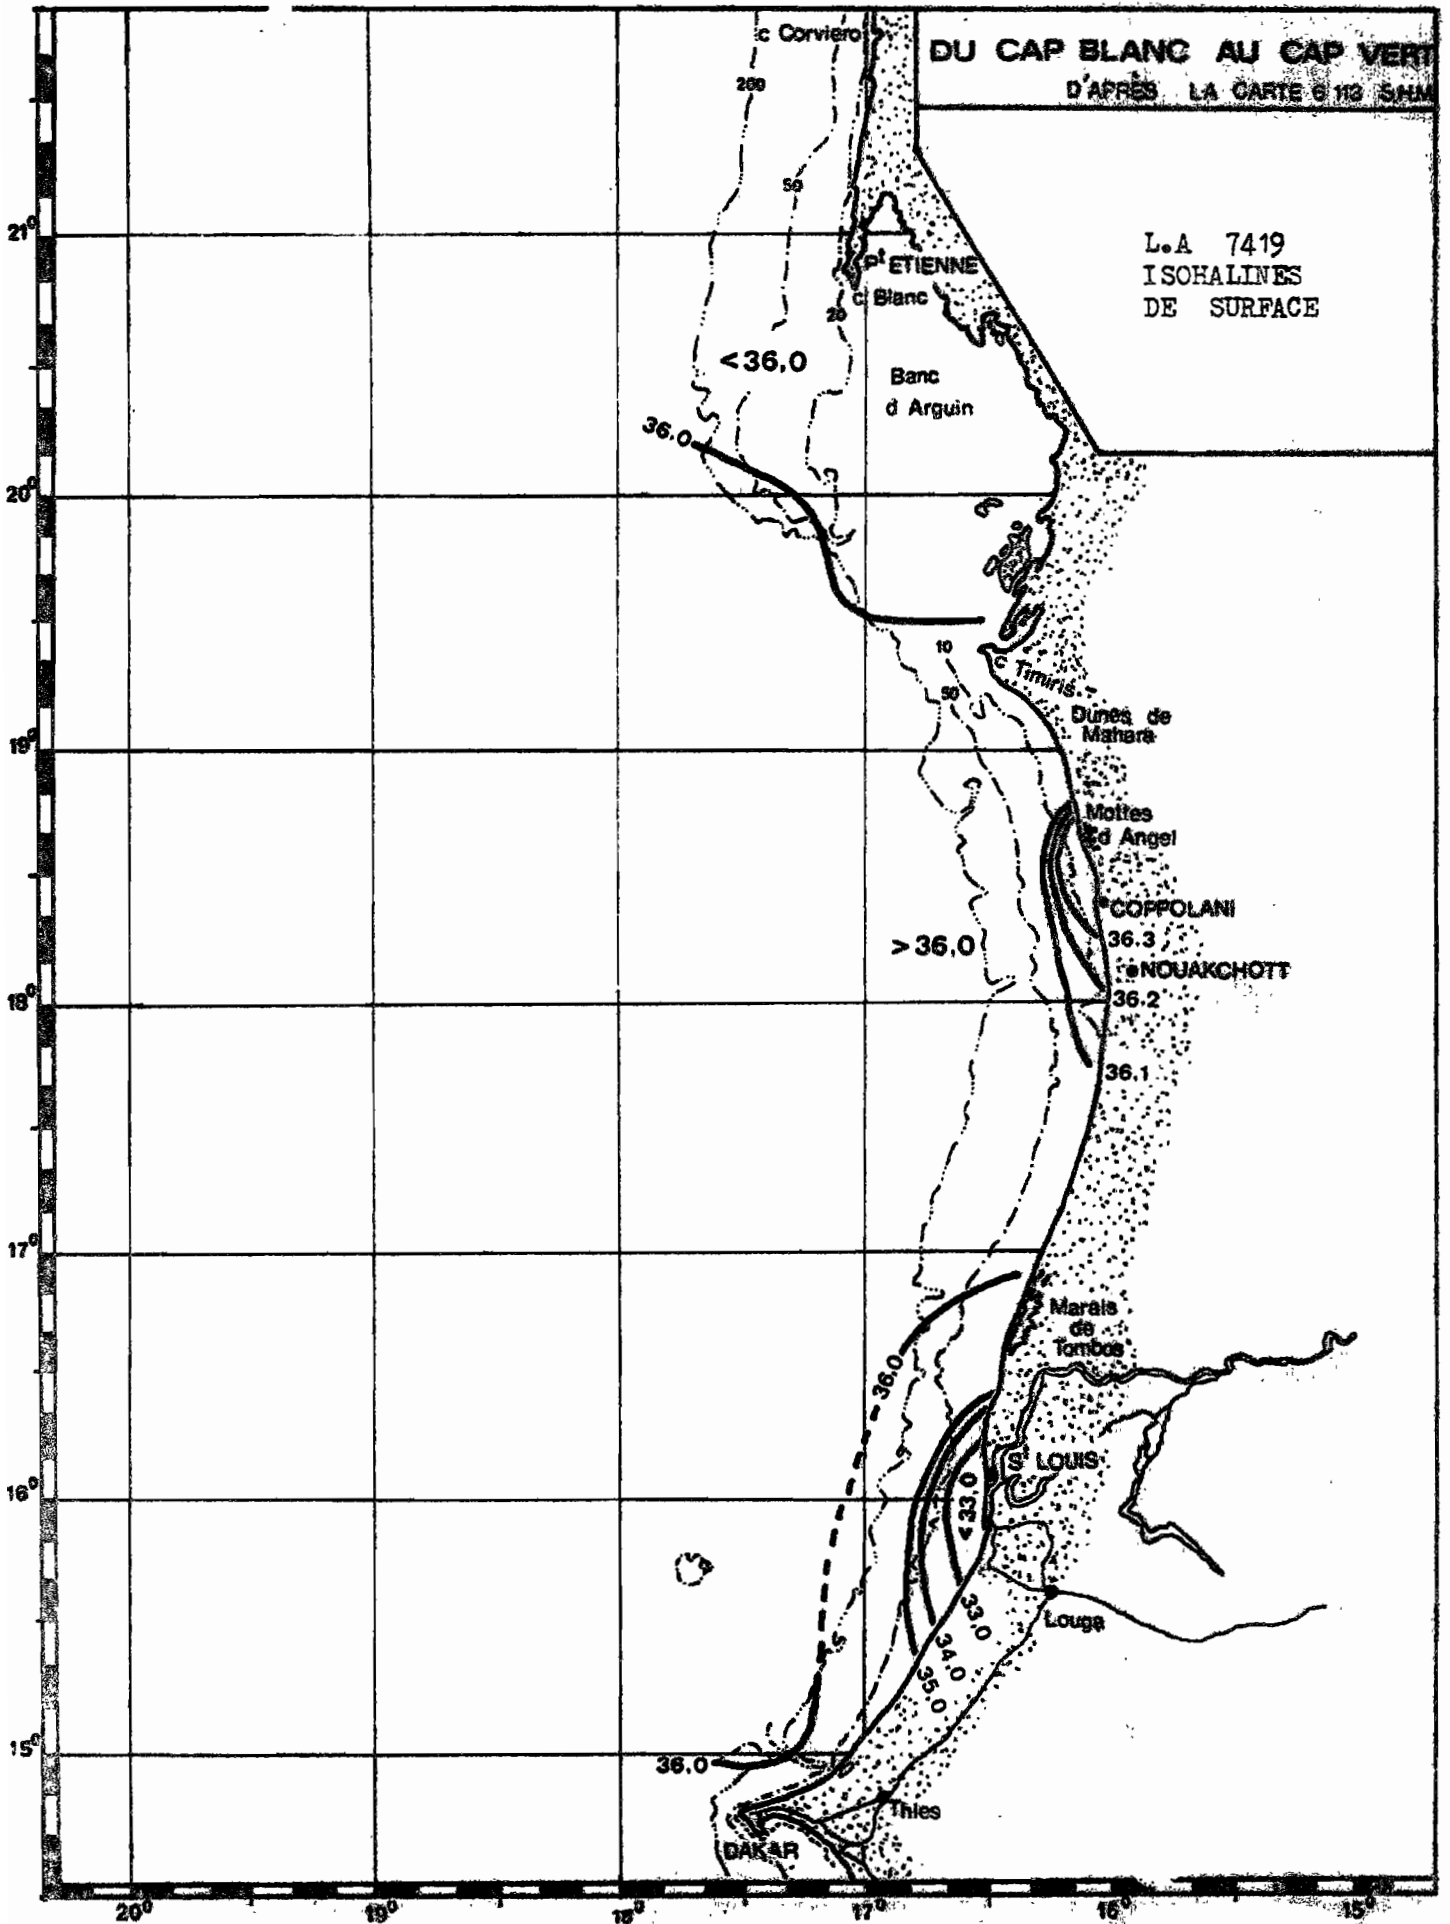 DU CAP BLANC AU CAP VERT
D'APRÈS LA CARTE 6 113 S.H.M
L.A 7419
ISOHALINES
DE SURFACE
c Corviero
200
50
21°
Pt ETIENNE
c Blanc
20
<36,0
Banc
d Arguin
36,0
20°
10
c Timiris
50
Dunes de
Mahara
19°
Mottes
d Angel
COPPOLANI
36.3
>36,0
NOUAKCHOTT
18°
36.2
36.1
17°
Marais
de
Tombos
36,0
St LOUIS
16°
<33,0
33,0
Louga
34,0
35,0
15°
36,0
Thies
DAKAR
20° 19° 18° 17° 16° 15°